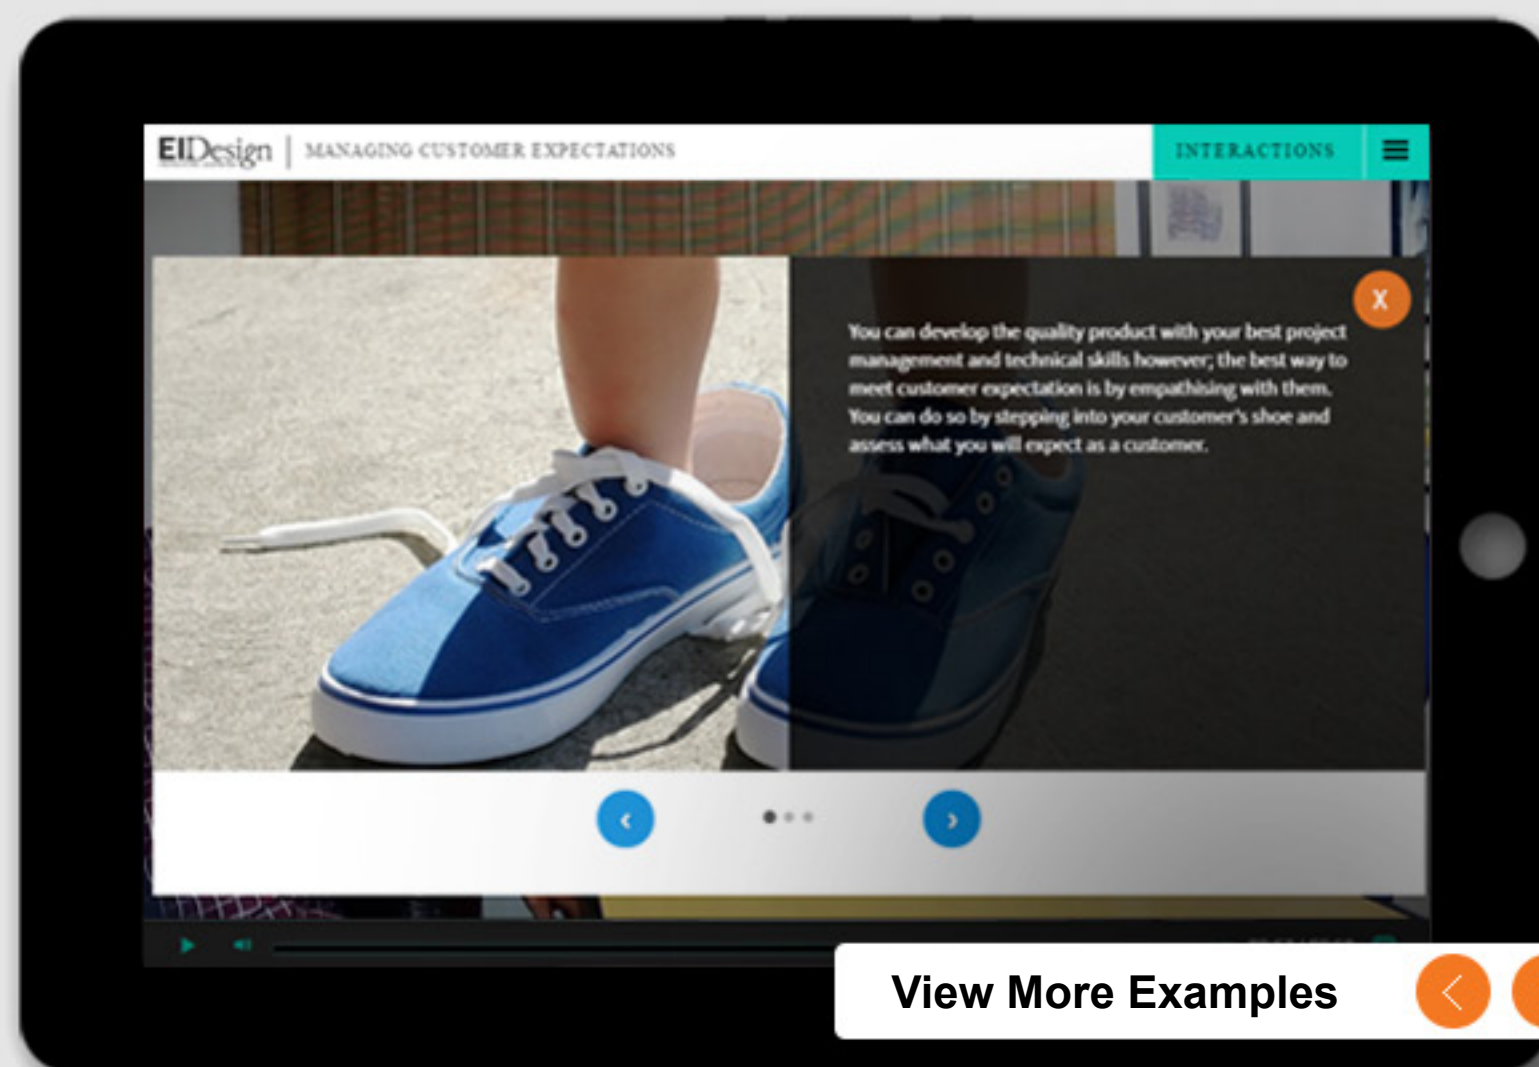 EIDesign | MANAGING CUSTOMER EXPECTATIONS
INTERACTIONS
X
You can develop the quality product with your best project
management and technical skills however; the best way to
meet customer expectation is by empathising with them.
You can do so by stepping into your customer's shoe and
assess what you will expect as a customer.
View More Examples